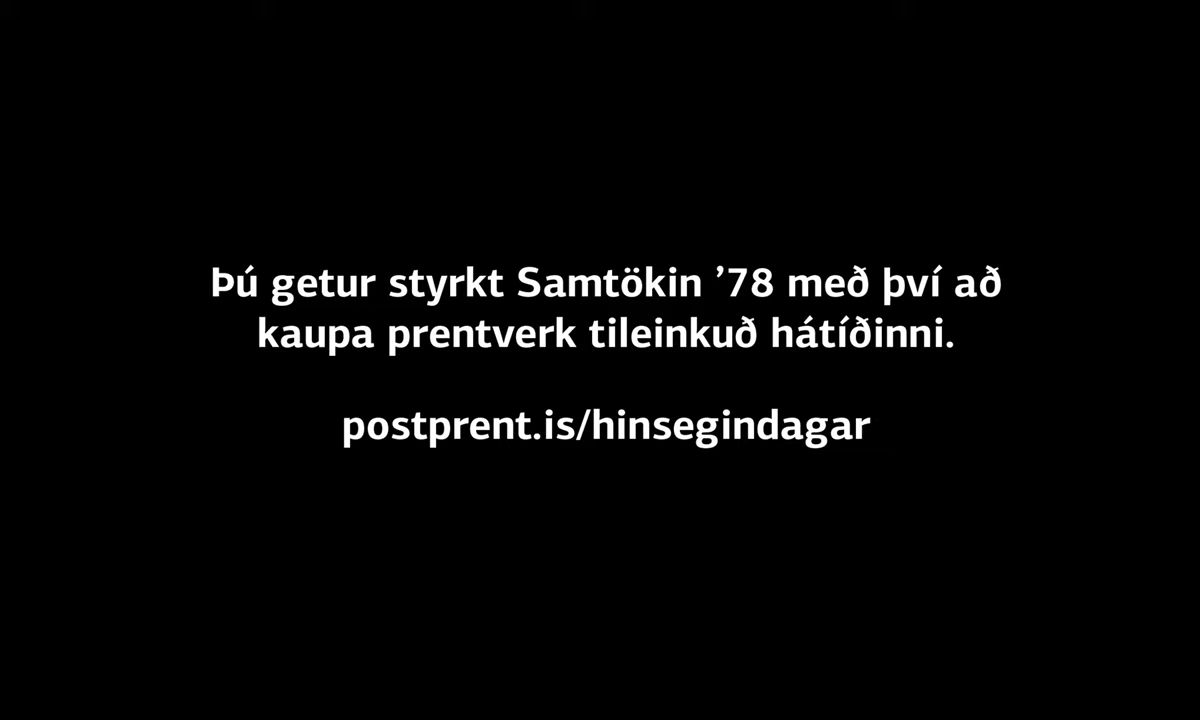 Þú getur styrkt Samtökin ’78 með því að
kaupa prentverk tileinkuð hátíðinni.
postprent.is/hinsegindagar